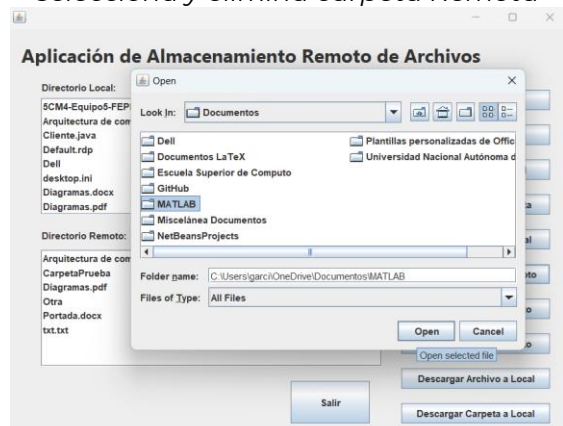 Selecciona y elimina carpeta Remota
Aplicación de Almacenamiento Remoto de Archivos
Directorio Local:
5CM4-Equipo5-FEP
Arquitectura de com
Cliente.java
Default.rdp
Dell
desktop.ini
Diagramas.docx
Diagramas.pdf
Directorio Remoto:
Arquitectura de com
CarpetaPrueba
Diagramas.pdf
Otra
Portada.docx
txt.txt
Open
Look In: Documentos
Dell
Documentos LaTeX
Escuela Superior de Computo
GitHub
MATLAB
Miscelánea Documentos
NetBeansProjects
Plantillas personalizadas de Offic
Universidad Nacional Autónoma d
Folder name: C:\Users\garci\OneDrive\Documentos\MATLAB
Files of Type: All Files
Open Cancel
Open selected file
Salir
Descargar Archivo a Local
Descargar Carpeta a Local